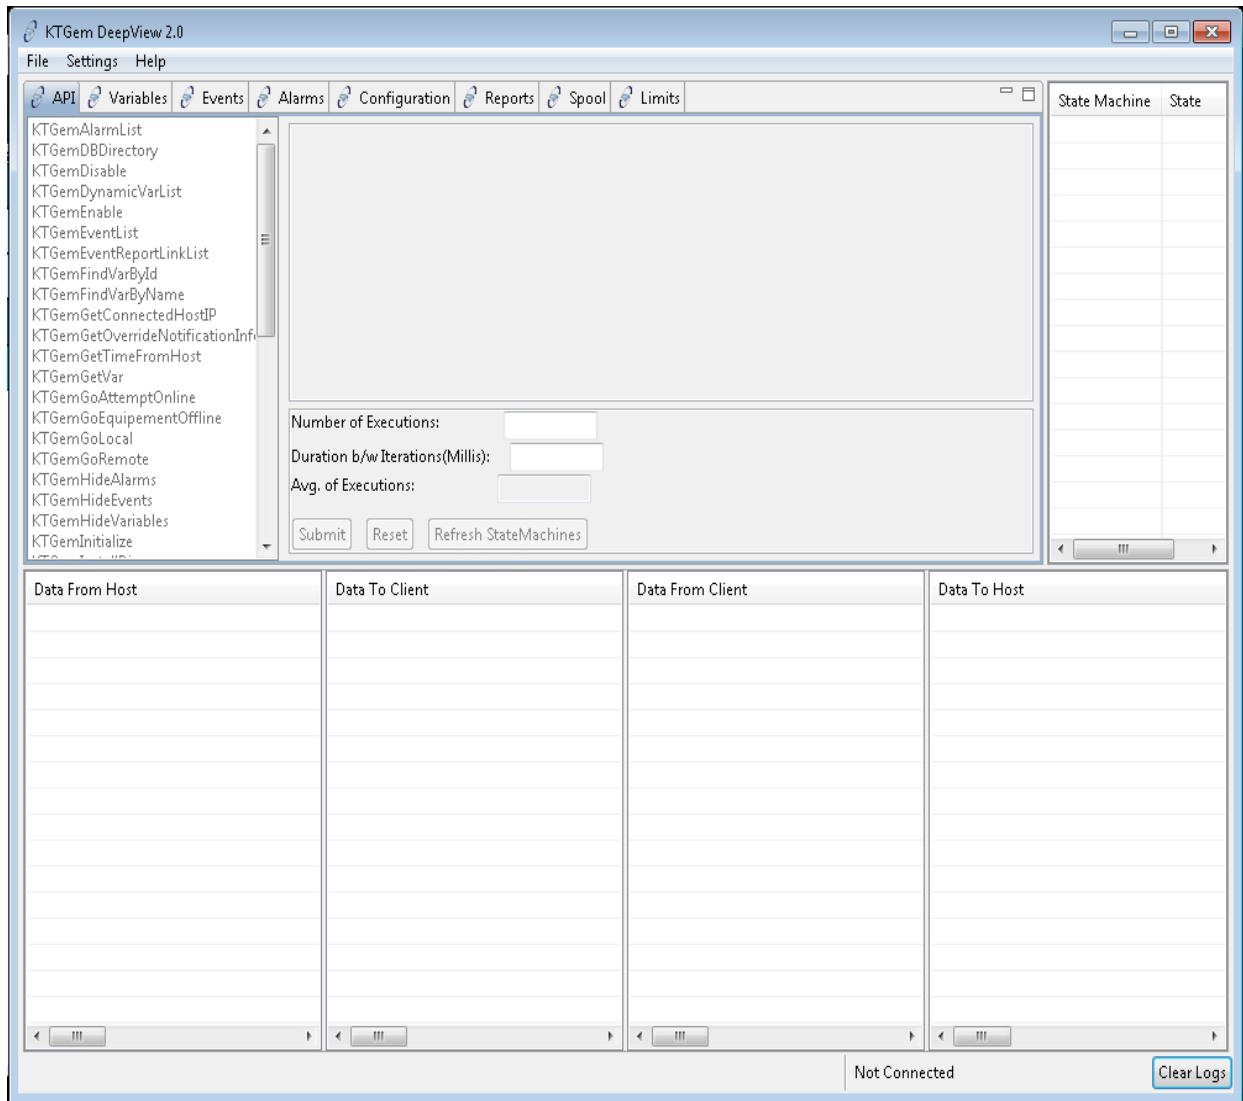 KTGem DeepView 2.0
File Settings Help
API Variables Events Alarms Configuration Reports Spool Limits
State Machine State
KTGemAlarmList
KTGemDBDirectory
KTGemDisable
KTGemDynamicVarList
KTGemEnable
KTGemEventList
KTGemEventReportLinkList
KTGemFindVarById
KTGemFindVarByName
KTGemGetConnectedHostIP
KTGemGetOverrideNotificationInf
KTGemGetTimeFromHost
KTGemGetVar
KTGemGoAttemptOnline
KTGemGoEquipementOffline
KTGemGoLocal
KTGemGoRemote
KTGemHideAlarms
KTGemHideEvents
KTGemHideVariables
KTGemInitialize
Number of Executions:
Duration b/w Iterations(Millis):
Avg. of Executions:
Submit Reset Refresh StateMachines
Data From Host Data To Client Data From Client Data To Host
Not Connected Clear Logs